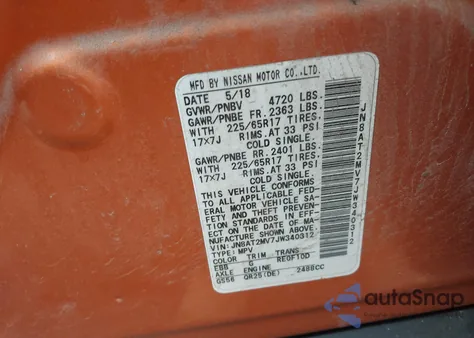 MFD BY NISSAN MOTOR CO.,LTD.
DATE 5/18
GVWR/PNBV 4720 LBS.
GAWR/PNBE FR. 2363 LBS.
WITH 225/65R17 TIRES,
17x7J RIMS,AT 33 PSI
COLD SINGLE.
GAWR/PNBE RR. 2401 LBS.
WITH 225/65R17 TIRES,
17x7J RIMS,AT 33 PSI
COLD SINGLE.
THIS VEHICLE CONFORMS
TO ALL APPLICABLE FED-
ERAL MOTOR VEHICLE SA-
FETY AND THEFT PREVEN-
TION STANDARDS IN EFF-
ECT ON THE DATE OF MA-
NUFACTURE SHOWN ABOVE.
VIN:JN8AT2MV7JW340312
TYPE:MPV
COLOR TRIM TRANS
EBB G RE0F10D
AXLE ENGINE
GS56 QR25(DE) 2488CC
JN8AT2MV7JW340312
autoSnap